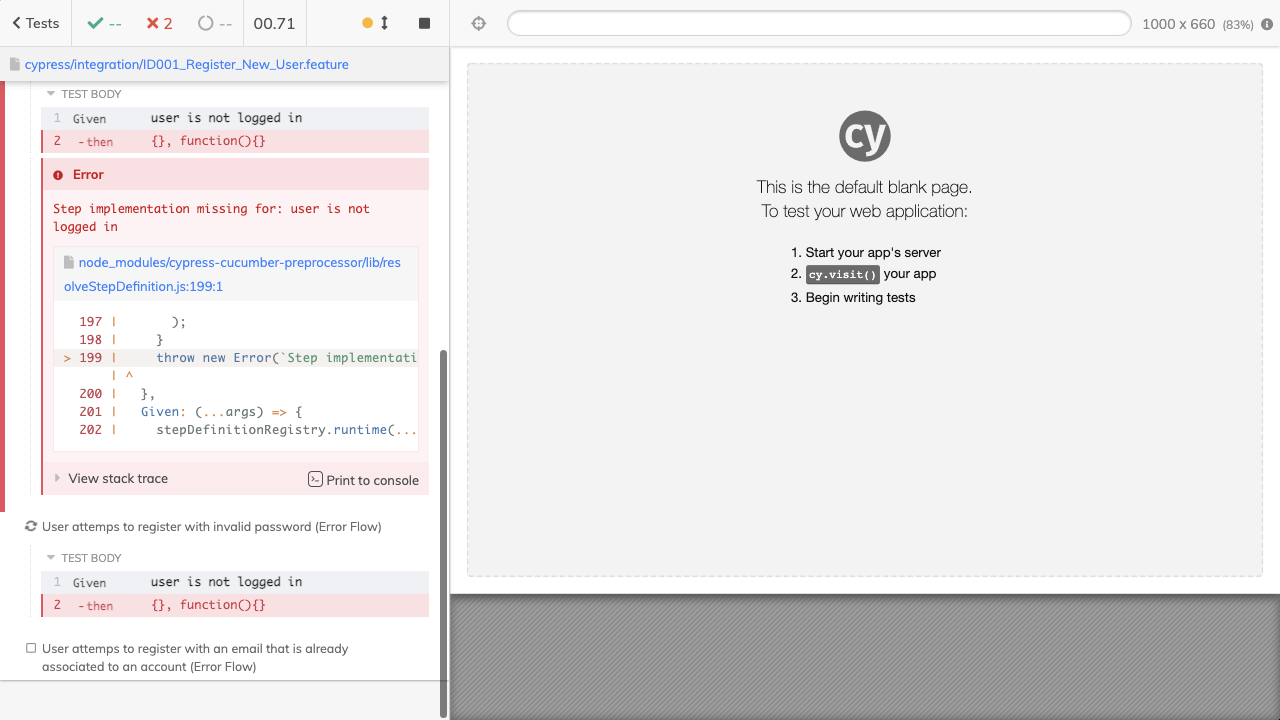 Tests
--
2
--
00.71
1000 x 660 (83%)
cypress/integration/ID001_Register_New_User.feature
TEST BODY
1 Given user is not logged in
2 -then {}, function(){}
Error
Step implementation missing for: user is not
logged in
node_modules/cypress-cucumber-preprocessor/lib/res
olveStepDefinition.js:199:1
197 | );
198 | }
> 199 | throw new Error(`Step implementati
| ^
200 | },
201 | Given: (...args) => {
202 | stepDefinitionRegistry.runtime(...
View stack trace
Print to console
User attemps to register with invalid password (Error Flow)
TEST BODY
1 Given user is not logged in
2 -then {}, function(){}
User attemps to register with an email that is already
associated to an account (Error Flow)
cy
This is the default blank page.
To test your web application:
1. Start your app's server
2. cy.visit() your app
3. Begin writing tests